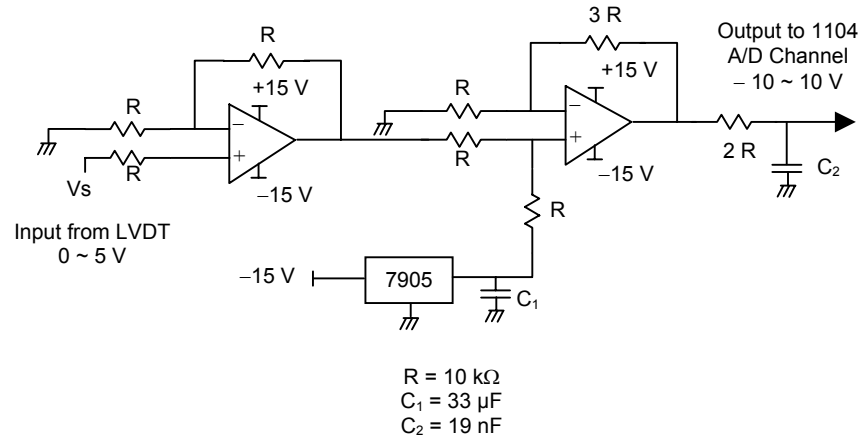 3 R
Output to 1104
A/D Channel
– 10 ~ 10 V
R
+15 V
+15 V
R
R
−
−
+
+
R
R
2 R
C₂
Vs
−15 V
−15 V
Input from LVDT
0 ~ 5 V
R
−15 V
7905
C₁
R = 10 kΩ
C₁ = 33 µF
C₂ = 19 nF